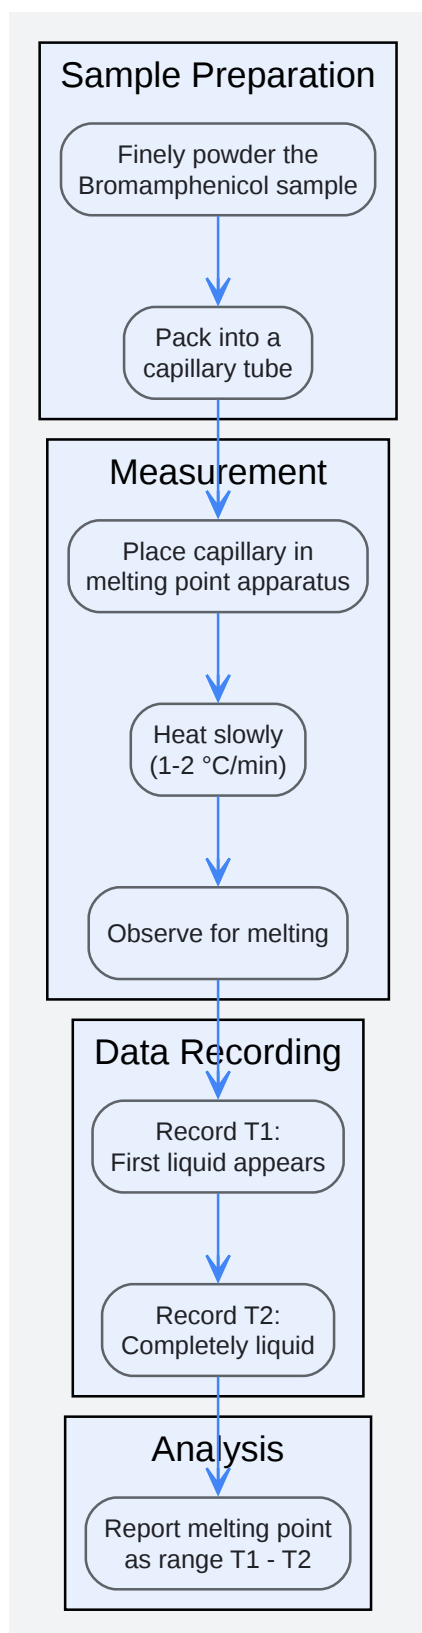 Sample Preparation
Finely powder the
Bromamphenicol sample
Pack into a
capillary tube
Measurement
Place capillary in
melting point apparatus
Heat slowly
(1-2 °C/min)
Observe for melting
Data Recording
Record T1:
First liquid appears
Record T2:
Completely liquid
Analysis
Report melting point
as range T1 - T2